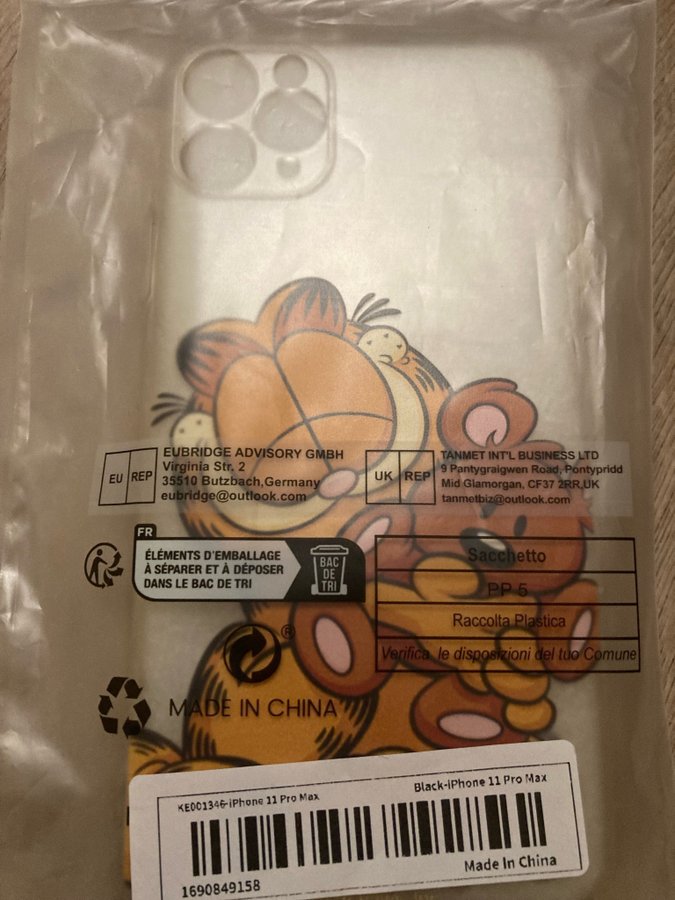 EU REP
EUBRIDGE ADVISORY GMBH
Virginia Str. 2
35510 Butzbach,Germany
eubridge@outlook.com
UK REP
TANMET INT'L BUSINESS LTD
9 Pantygraigwen Road, Pontypridd
Mid Glamorgan, CF37 2RR,UK
tanmetbiz@outlook.com
FR
ÉLÉMENTS D'EMBALLAGE
À SÉPARER ET À DÉPOSER
DANS LE BAC DE TRI
BAC
DE
TRI
Sacchetto
PP 5
Raccolta Plastica
Verifica le disposizioni del tuo Comune
®
MADE IN CHINA
KE001346-iPhone 11 Pro Max
Black-iPhone 11 Pro Max
1690849158
Made In China